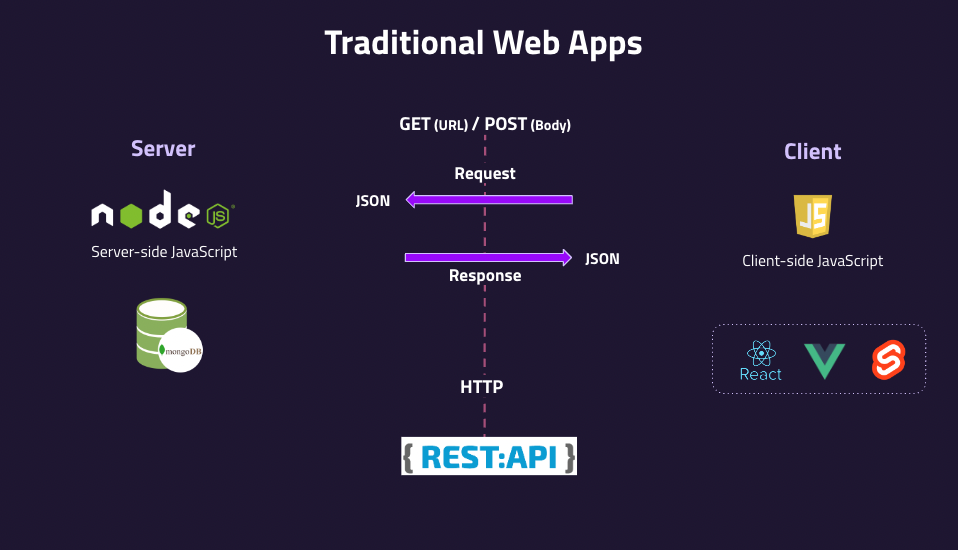 Traditional Web Apps
GET (URL) / POST (Body)
Server
Client
Request
JSON
node
JS
JS
Server-side JavaScript
Client-side JavaScript
JSON
Response
mongoDB
React
HTTP
{ REST:API }